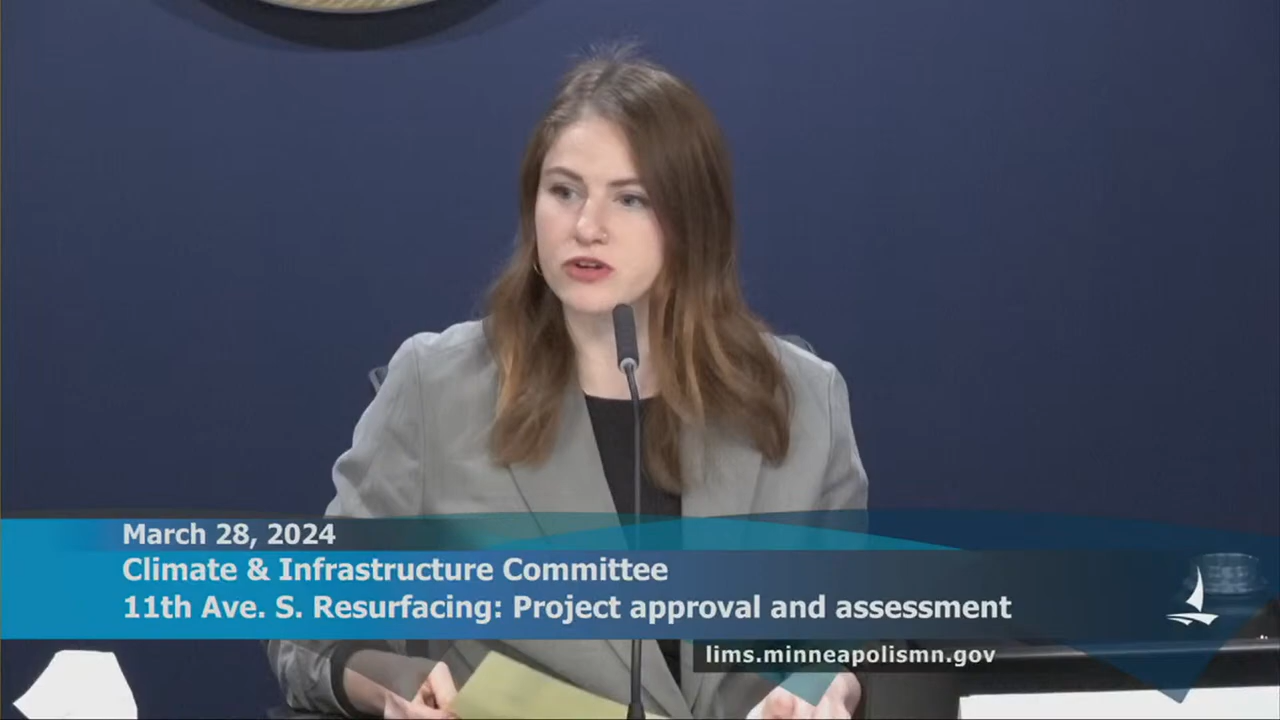 March 28, 2024
Climate & Infrastructure Committee
11th Ave. S. Resurfacing: Project approval and assessment
lims.minneapolismn.gov